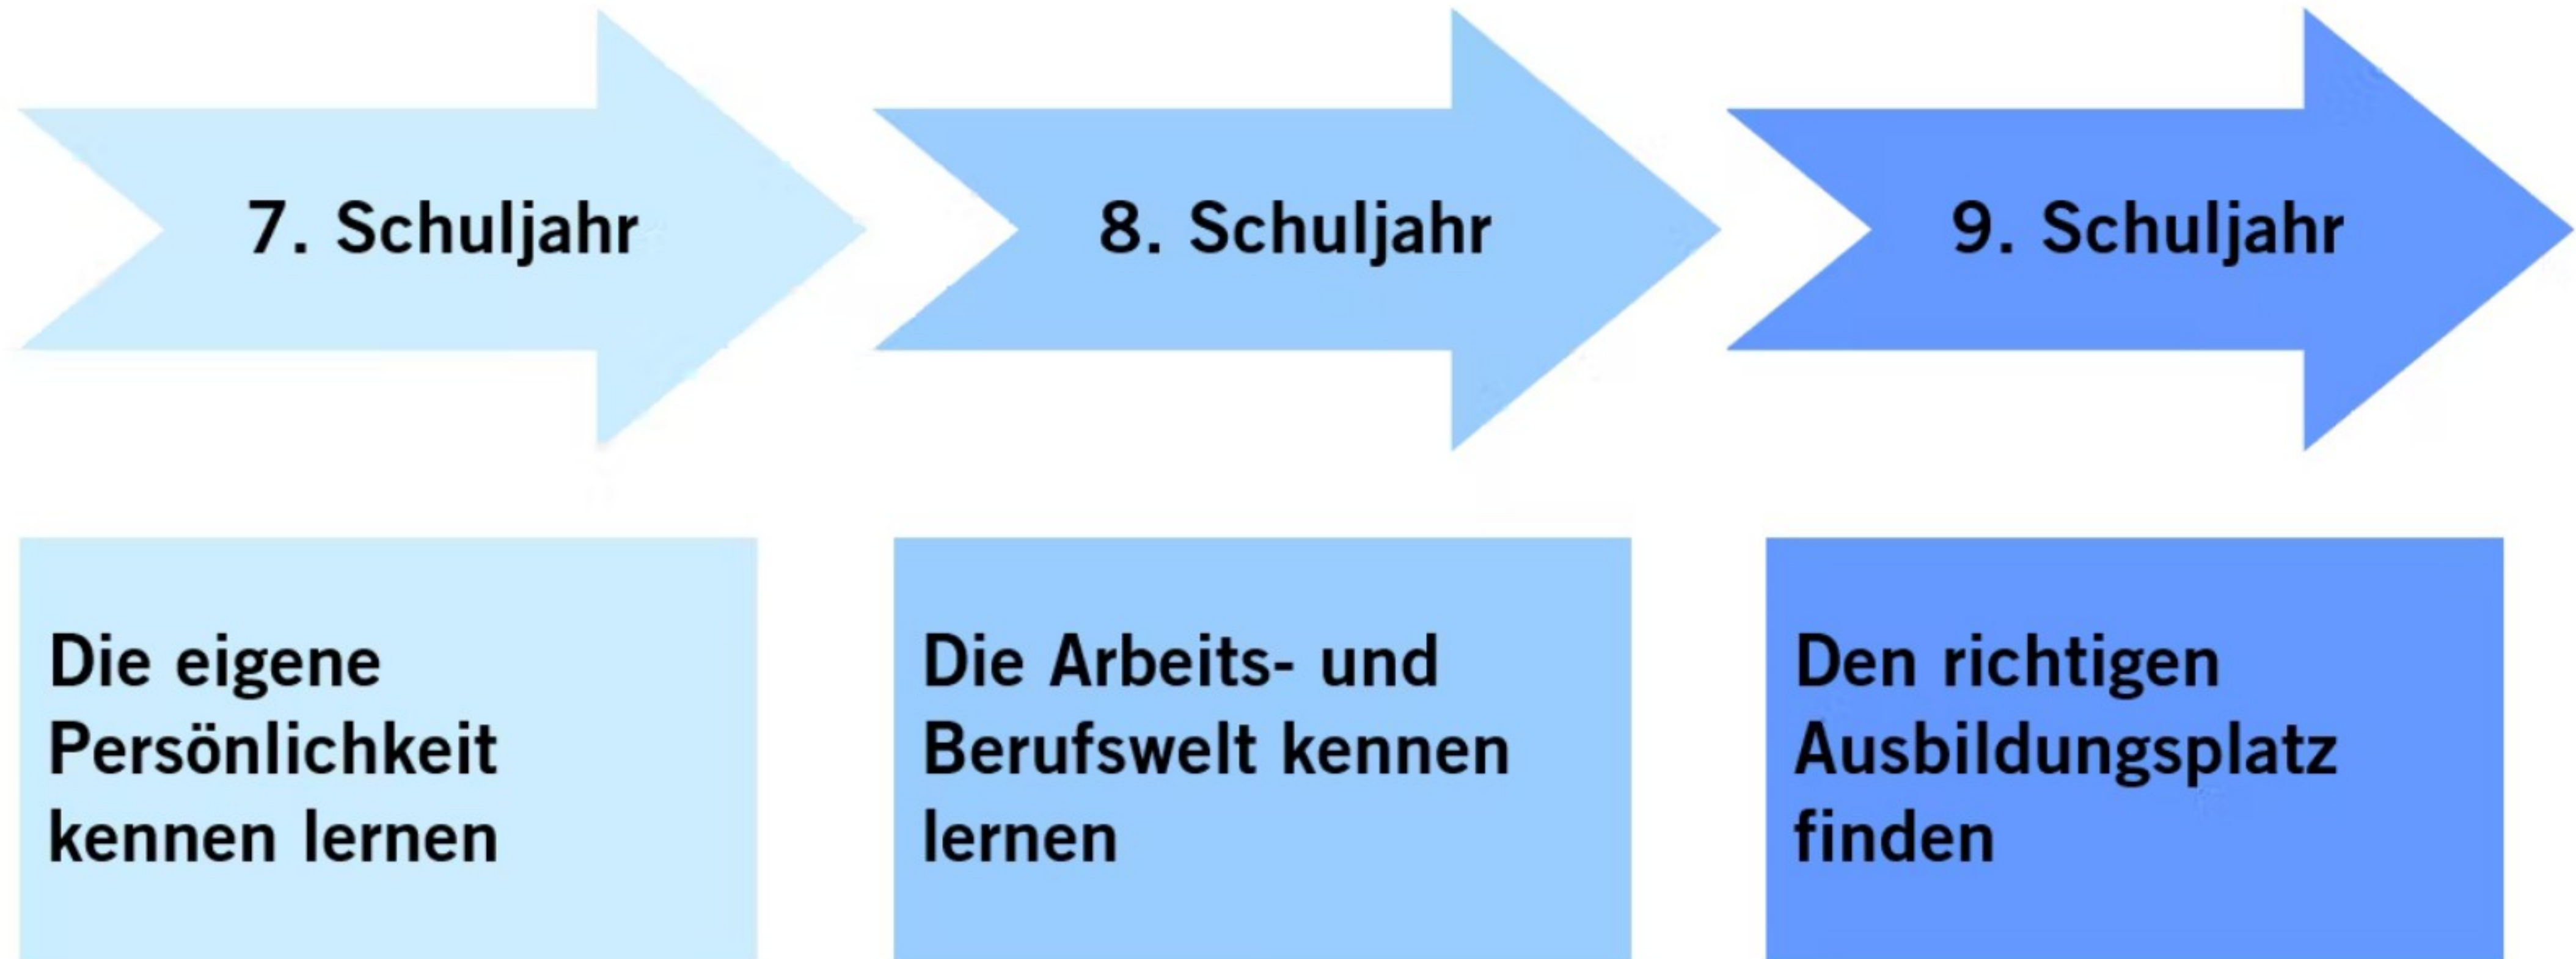 7. Schuljahr
8. Schuljahr
9. Schuljahr
Die eigene
Persönlichkeit
kennen lernen
Die Arbeits- und
Berufswelt kennen
lernen
Den richtigen
Ausbildungsplatz
finden